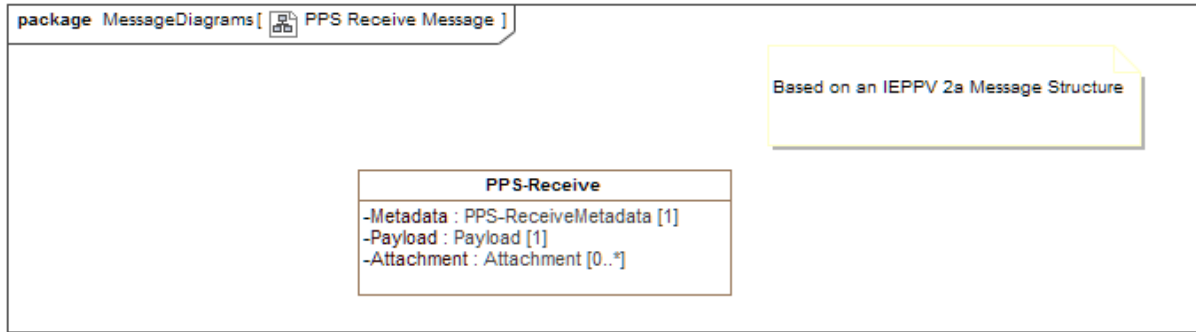 package MessageDiagrams[ PPS Receive Message ]
Based on an IEPPV 2a Message Structure
PPS-Receive
-Metadata : PPS-ReceiveMetadata [1]
-Payload : Payload [1]
-Attachment : Attachment [0..*]